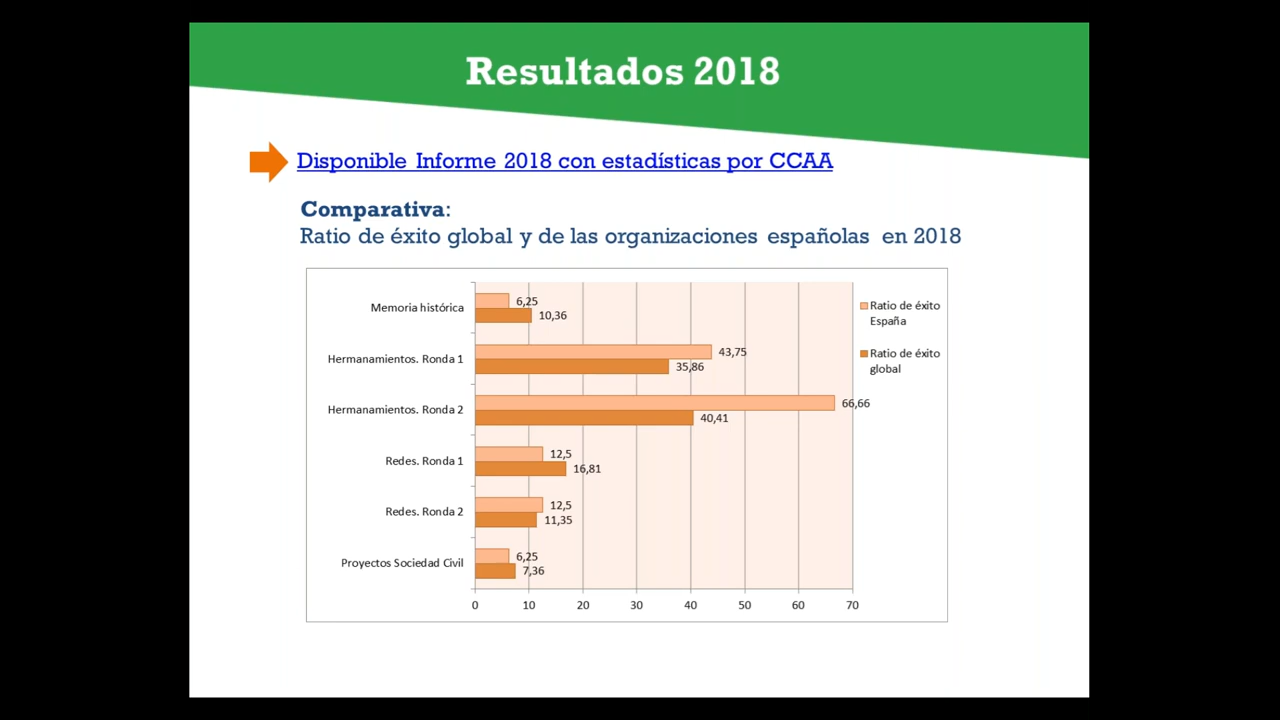 Resultados 2018
Disponible Informe 2018 con estadísticas por CCAA
Comparativa:
Ratio de éxito global y de las organizaciones españolas en 2018
Memoria histórica
6,25
10,36
Hermanamientos. Ronda 1
43,75
35,86
Hermanamientos. Ronda 2
66,66
40,41
Redes. Ronda 1
12,5
16,81
Redes. Ronda 2
12,5
11,35
Proyectos Sociedad Civil
6,25
7,36
0 10 20 30 40 50 60 70
Ratio de éxito
España
Ratio de éxito
global